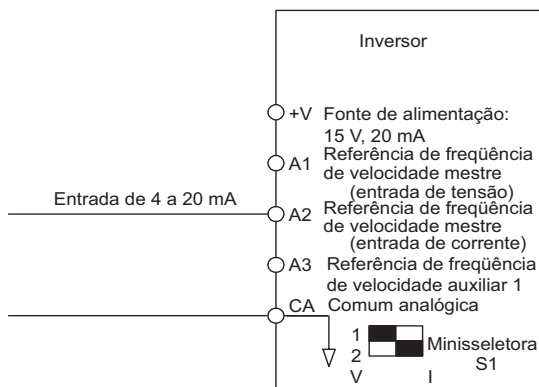 Inversor
+V Fonte de alimentação:
15 V, 20 mA
A1 Referência de freqüência
de velocidade mestre
(entrada de tensão)
Entrada de 4 a 20 mA
A2 Referência de freqüência
de velocidade mestre
(entrada de corrente)
A3 Referência de freqüência
de velocidade auxiliar 1
CA Comum analógica
1
2
Minisseletora
S1
V I